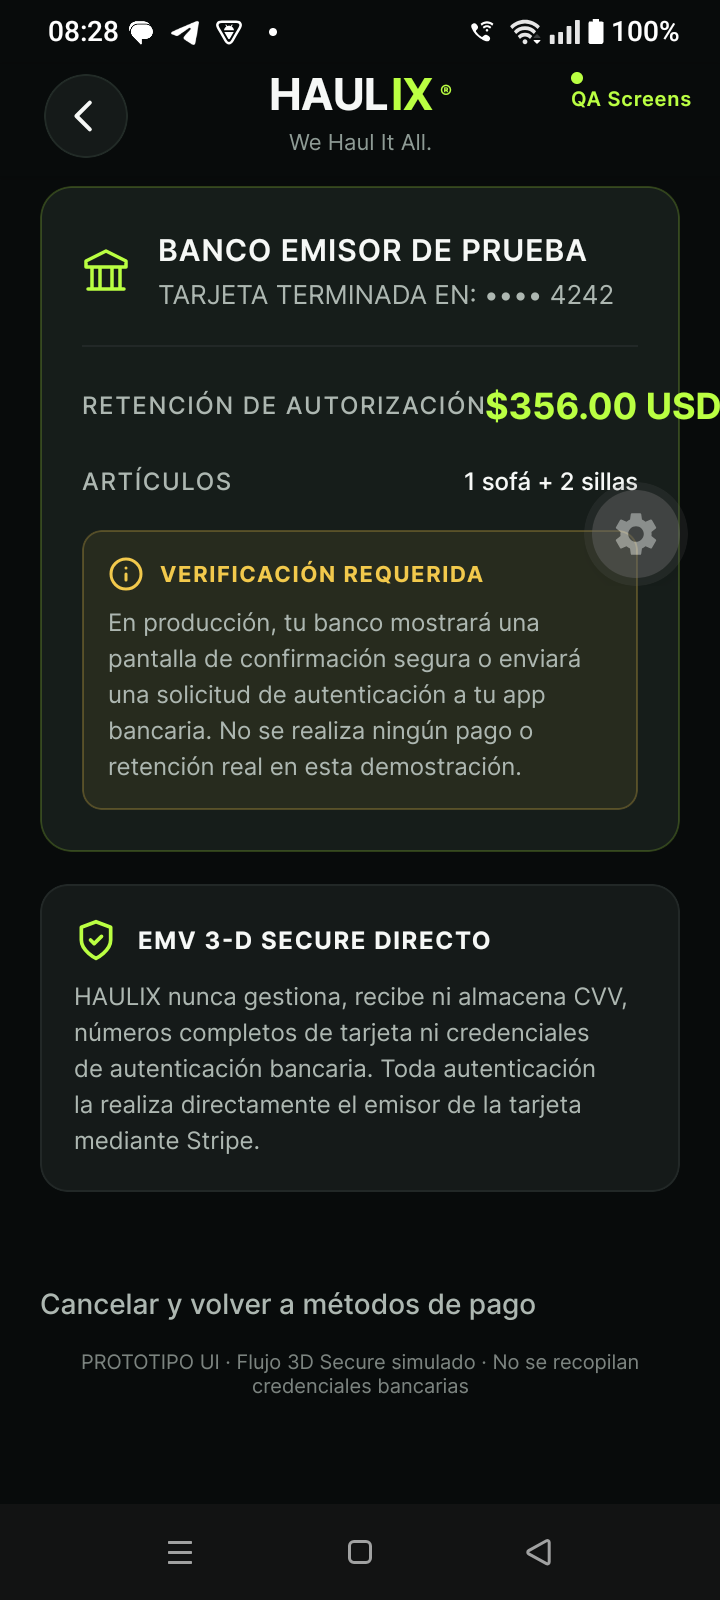 08:28
100%
HAULIX ®
QA Screens
We Haul It All.
BANCO EMISOR DE PRUEBA
TARJETA TERMINADA EN: •••• 4242
RETENCIÓN DE AUTORIZACIÓN $356.00 USD
ARTÍCULOS 1 sofá + 2 sillas
VERIFICACIÓN REQUERIDA
En producción, tu banco mostrará una
pantalla de confirmación segura o enviará
una solicitud de autenticación a tu app
bancaria. No se realiza ningún pago o
retención real en esta demostración.
EMV 3-D SECURE DIRECTO
HAULIX nunca gestiona, recibe ni almacena CVV,
números completos de tarjeta ni credenciales
de autenticación bancaria. Toda autenticación
la realiza directamente el emisor de la tarjeta
mediante Stripe.
Cancelar y volver a métodos de pago
PROTOTIPO UI · Flujo 3D Secure simulado · No se recopilan
credenciales bancarias